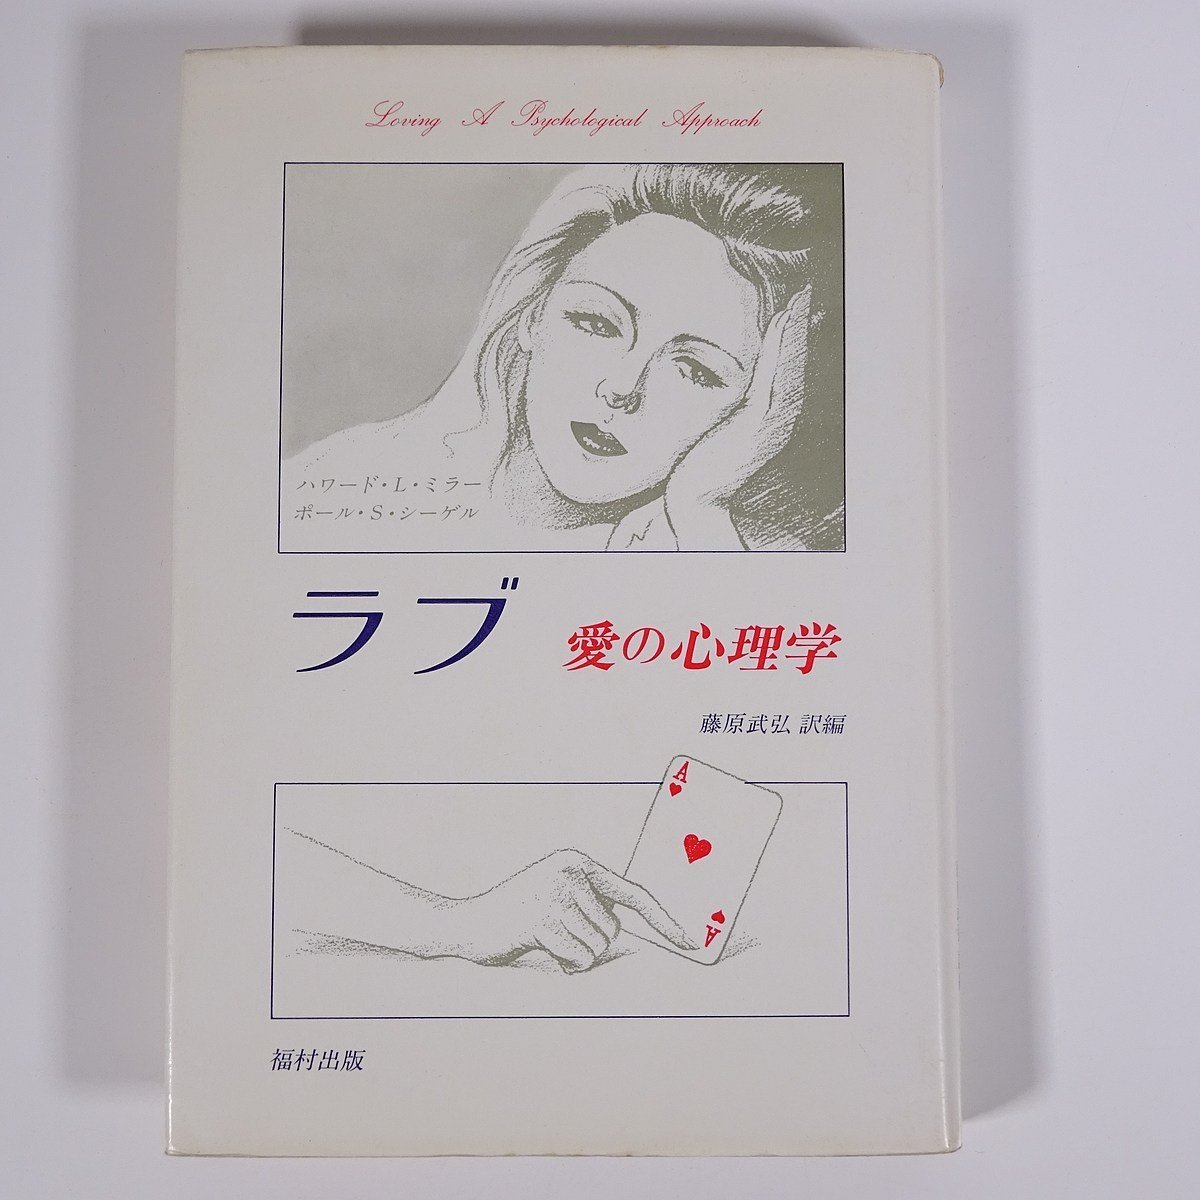 Loving A Psychological Approach
ハワード・L・ミラー
ポール・S・シーゲル
ラブ 愛の心理学
藤原武弘 訳編
A
A
福村出版